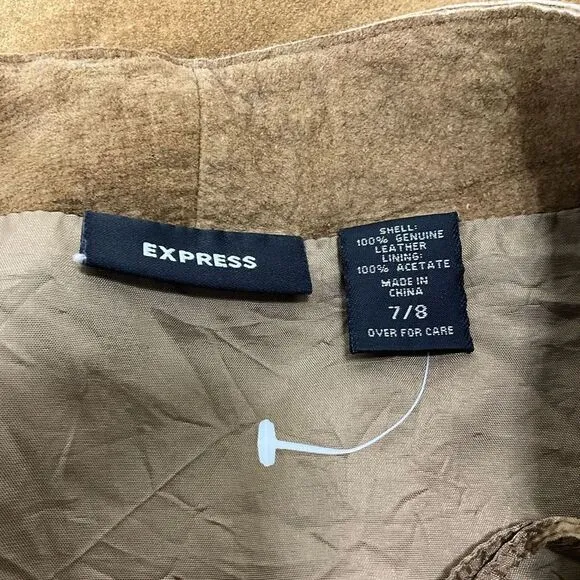 EXPRESS
SHELL:
100% GENUINE
LEATHER
LINING:
100% ACETATE
MADE IN
CHINA
7/8
OVER FOR CARE